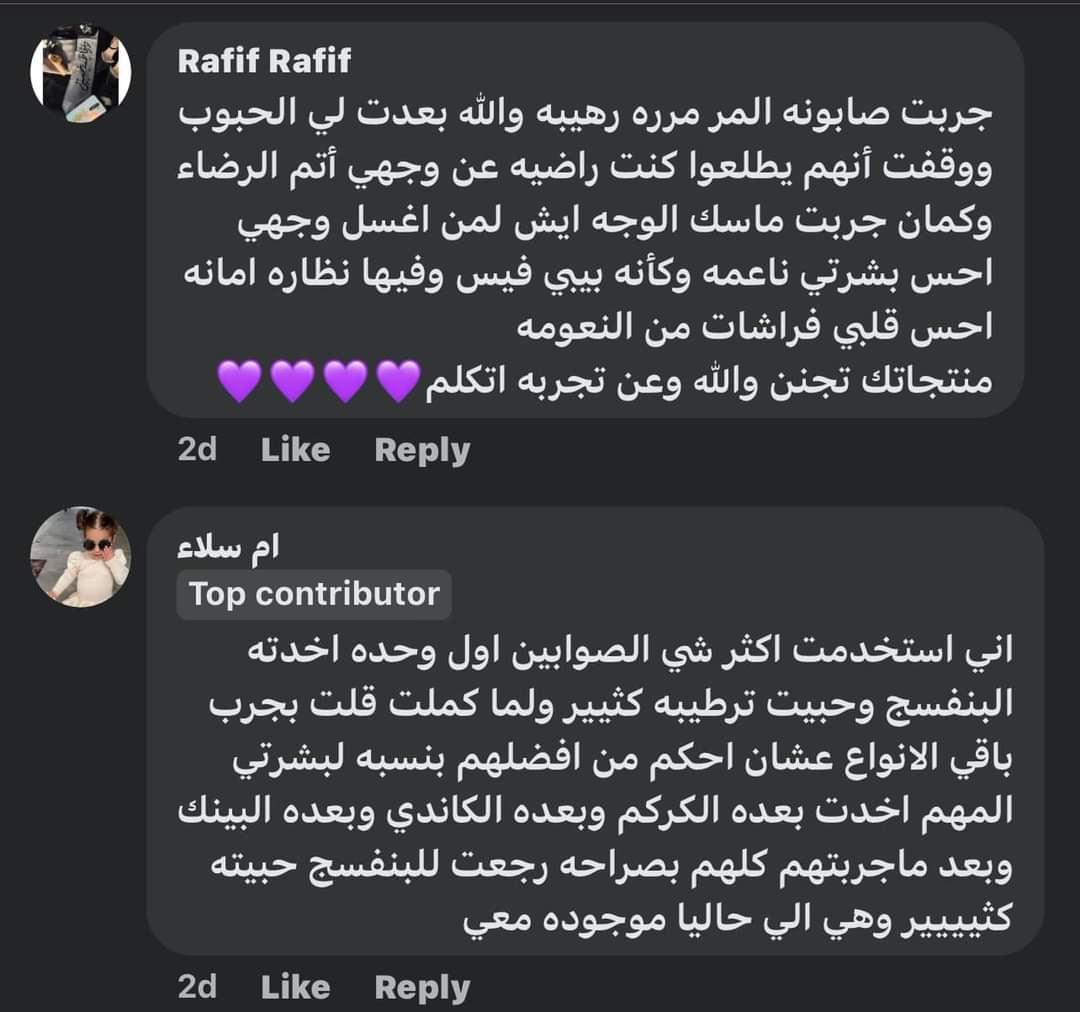 Rafif Rafif
جربت صابونه المر مرره رهيبه والله بعدت لي الحبوب
ووقفت أنهم يطلعوا كنت راضيه عن وجهي أتم الرضاء
وكمان جربت ماسك الوجه ايش لمن اغسل وجهي
احس بشرتي ناعمه وكأنه بيبي فيس وفيها نظاره امانه
احس قلبي فراشات من النعومه
منتجاتك تجنن والله وعن تجربه اتكلم💜💜💜💜
2d Like Reply
ام سلاء
Top contributor
اني استخدمت اكثر شي الصوابين اول وحده اخدته
البنفسج وحبيت ترطيبه كثيير ولما كملت قلت بجرب
باقي الانواع عشان احكم من افضلهم بنسبه لبشرتي
المهم اخدت بعده الكركم وبعده الكاندي وبعده البينك
وبعد ماجربتهم كلهم بصراحه رجعت للبنفسج حبيته
كثيييير وهي الي حاليا موجوده معي
2d Like Reply